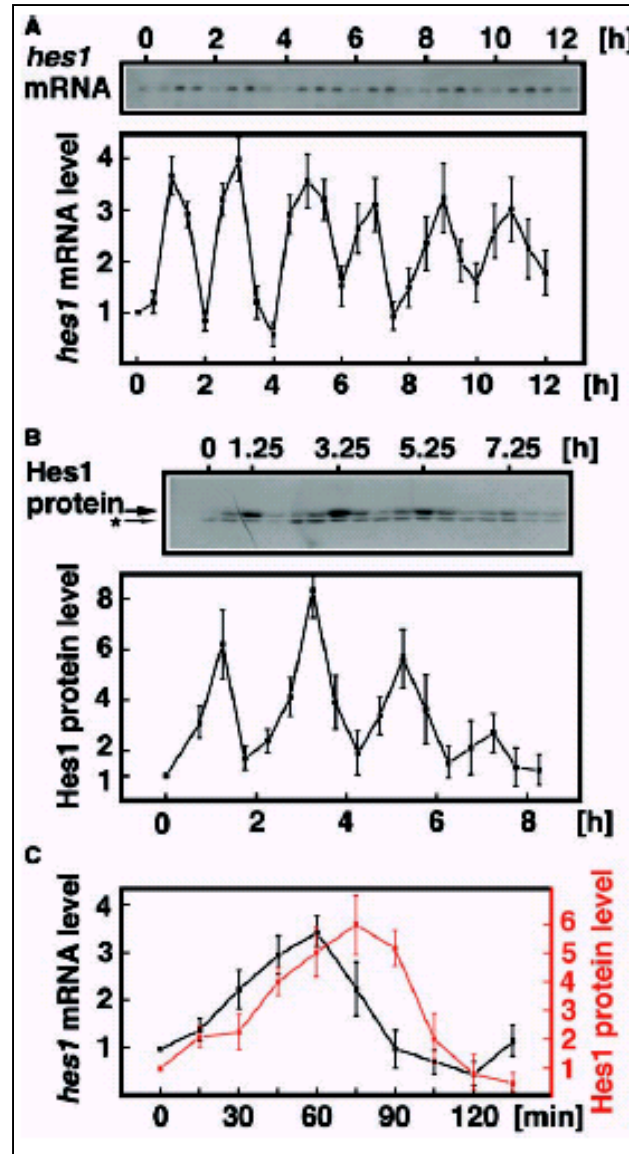 A
0 2 4 6 8 10 12 [h]
hes1
mRNA
hes1 mRNA level
4
3
2
1
0 2 4 6 8 10 12
[h]
B
0 1.25 3.25 5.25 7.25 [h]
Hes1
protein
*
Hes1 protein level
8
6
4
2
1
0 2 4 6 8 [h]
C
hes1 mRNA level
4
3
2
1
6
5
4
3
2
1
Hes1 protein level
0 30 60 90 120 [min]